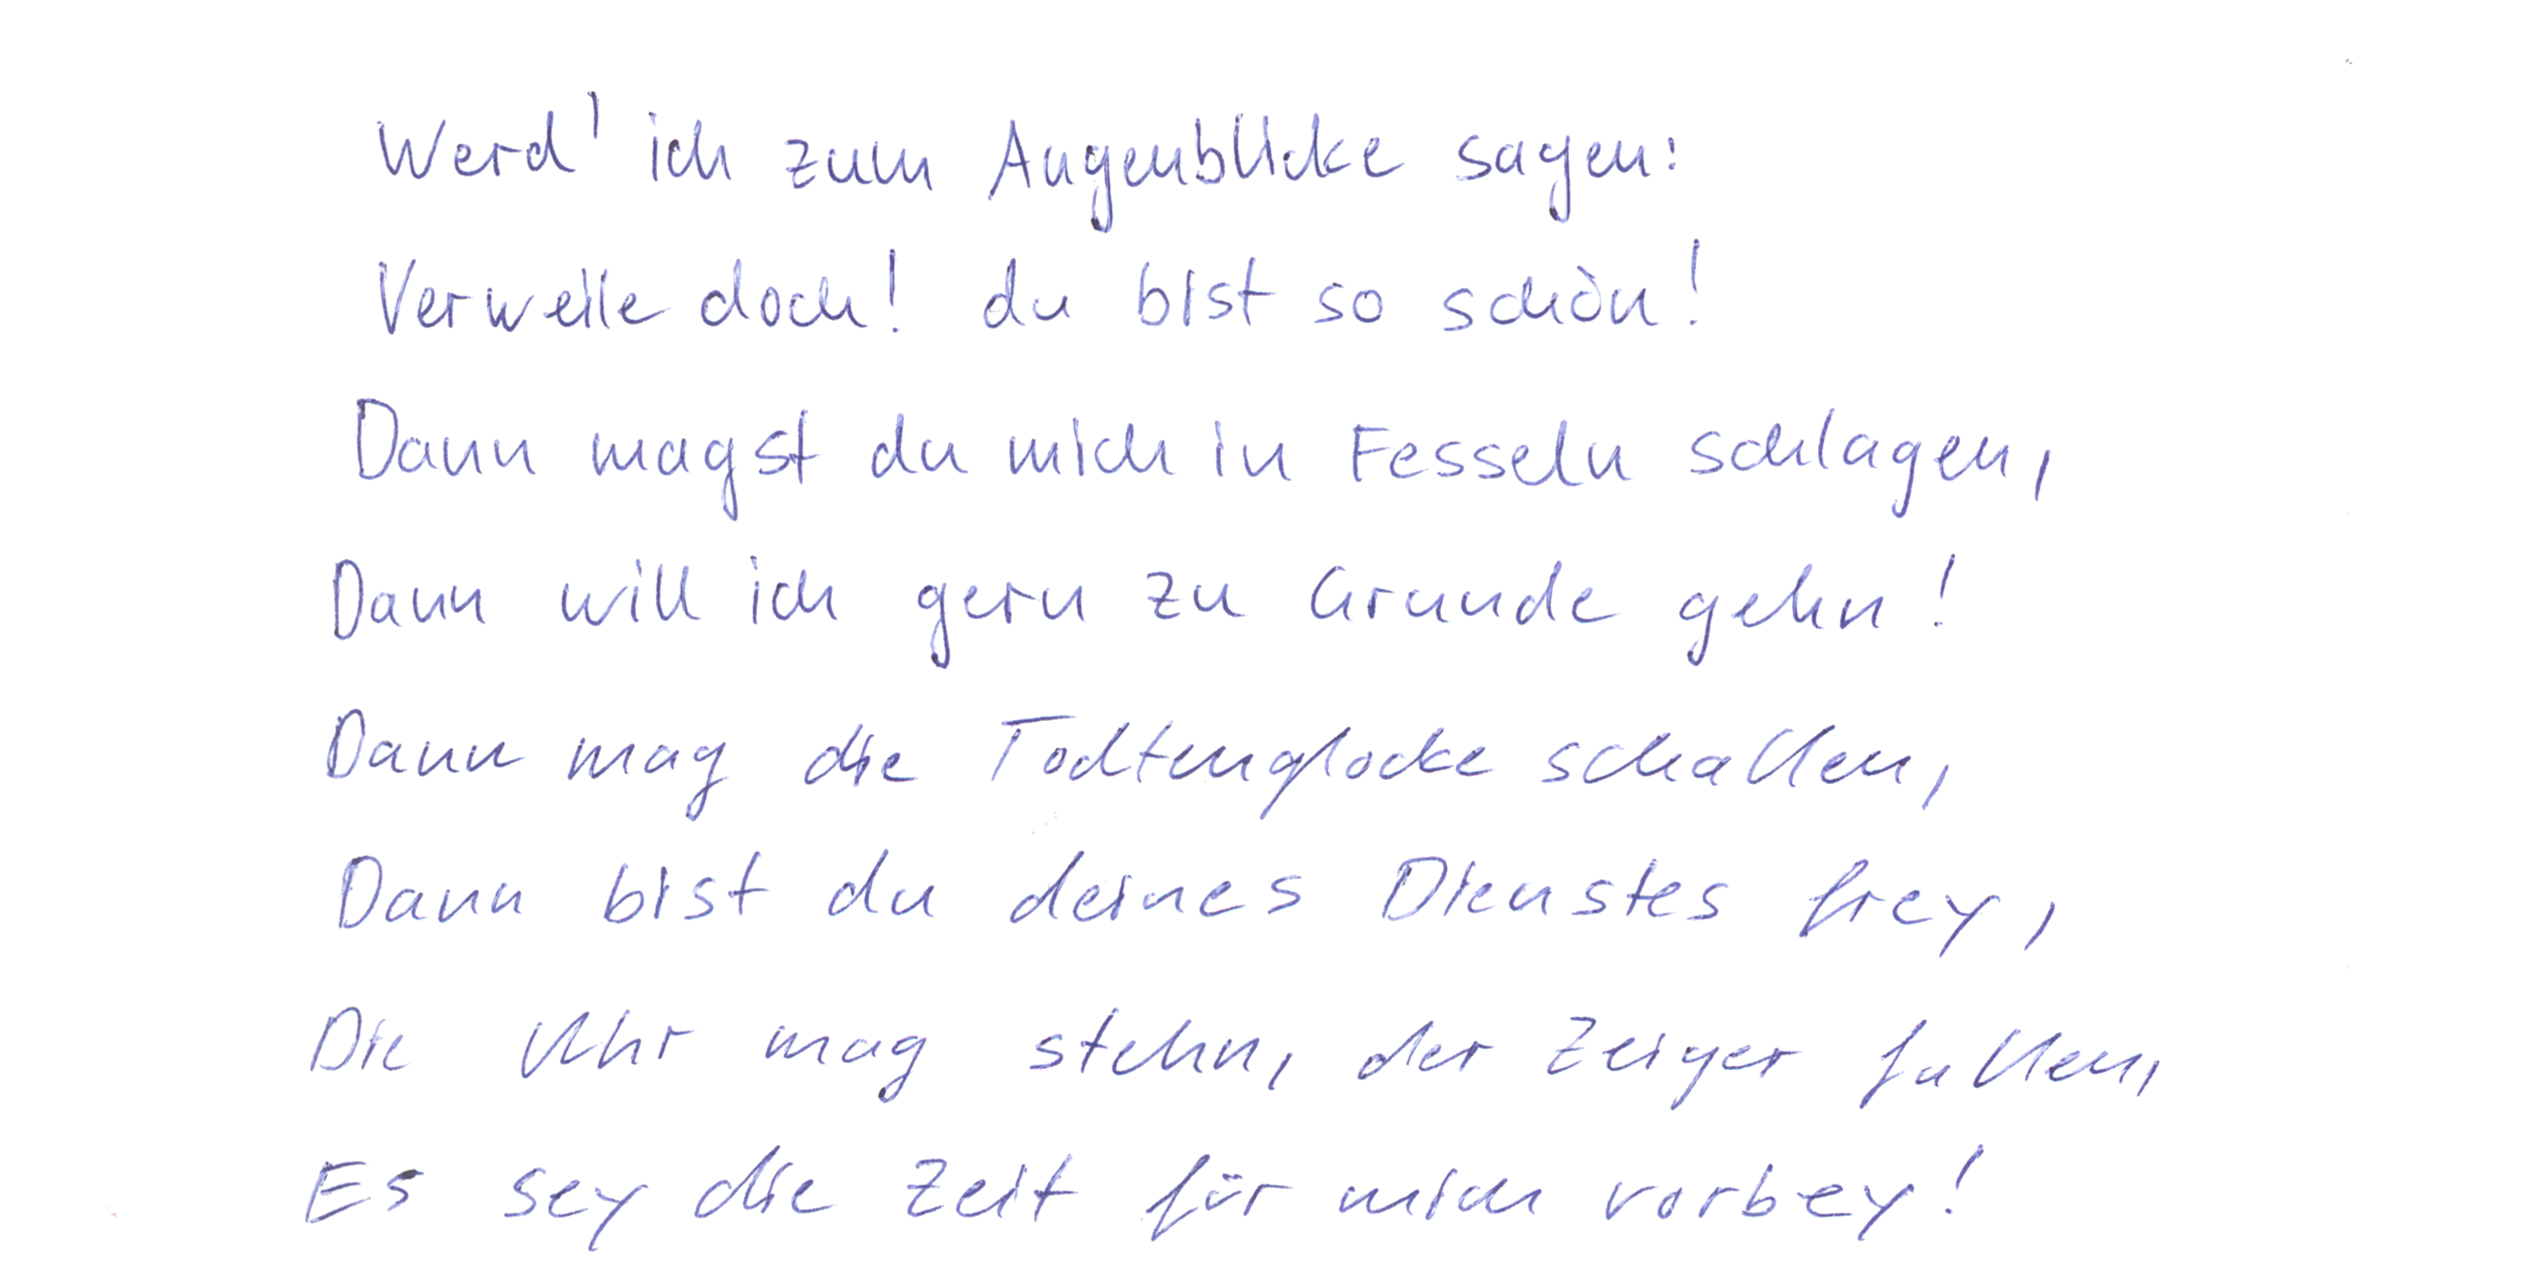 Werd' ich zum Augenblicke sagen:
Verweile doch! du bist so schön!
Dann magst du mich in Fesseln schlagen,
Dann will ich gern zu Grunde gehn!
Dann mag die Todtenglocke schallen,
Dann bist du deines Dienstes frey,
Die Uhr mag stehn, der Zeiger fallen,
Es sey die Zeit für mich vorbey!